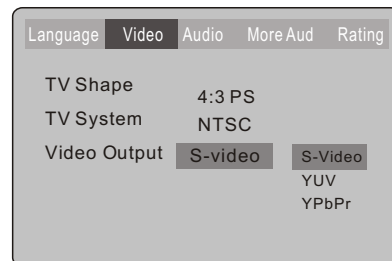 Language Video Audio More Aud Rating
TV Shape 4:3 PS
TV System NTSC
Video Output S-video S-Video
YUV
YPbPr